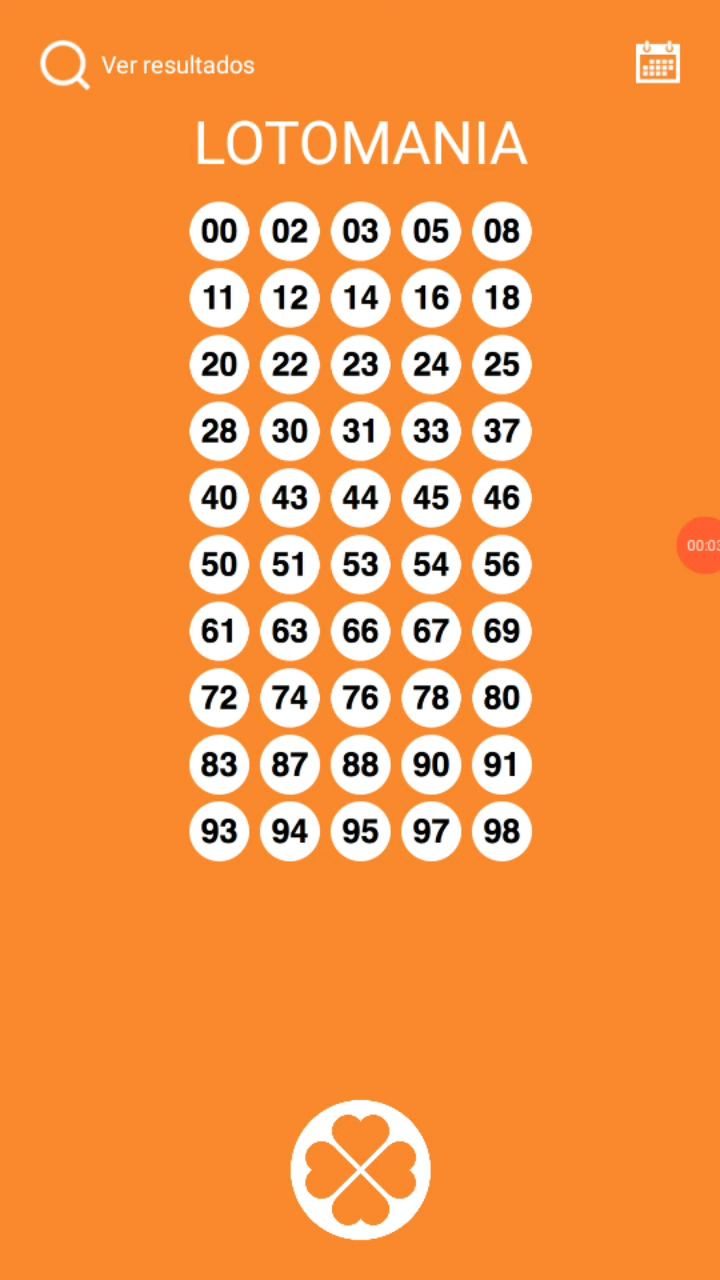 Ver resultados
LOTOMANIA
00 02 03 05 08
11 12 14 16 18
20 22 23 24 25
28 30 31 33 37
40 43 44 45 46
50 51 53 54 56
61 63 66 67 69
72 74 76 78 80
83 87 88 90 91
93 94 95 97 98